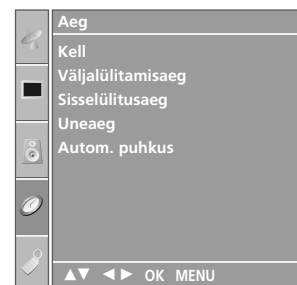 Aeg
Kell
Väljalülitamisaeg
Sisselülitusaeg
Uneaeg
Autom. puhkus
▲▼ ◄► OK MENU